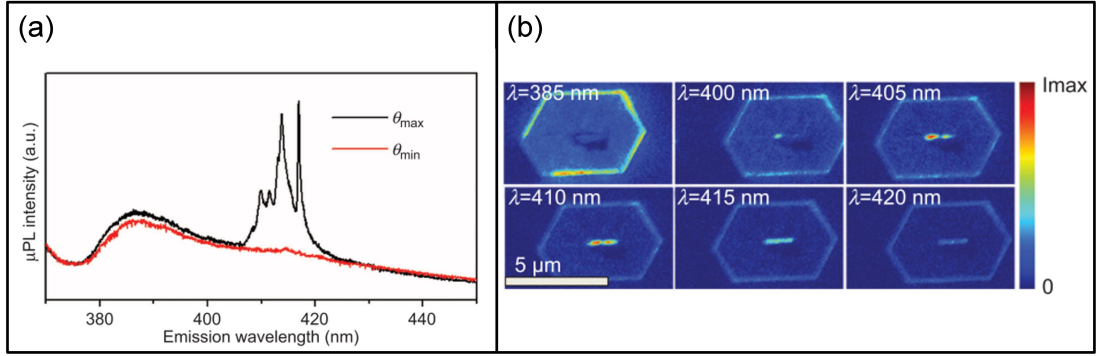 (a)
μPL intensity (a.u.)
θmax
θmin
380
400
420
440
Emission wavelength (nm)
(b)
λ=385 nm
λ=400 nm
λ=405 nm
λ=410 nm
λ=415 nm
λ=420 nm
5 μm
Imax
0